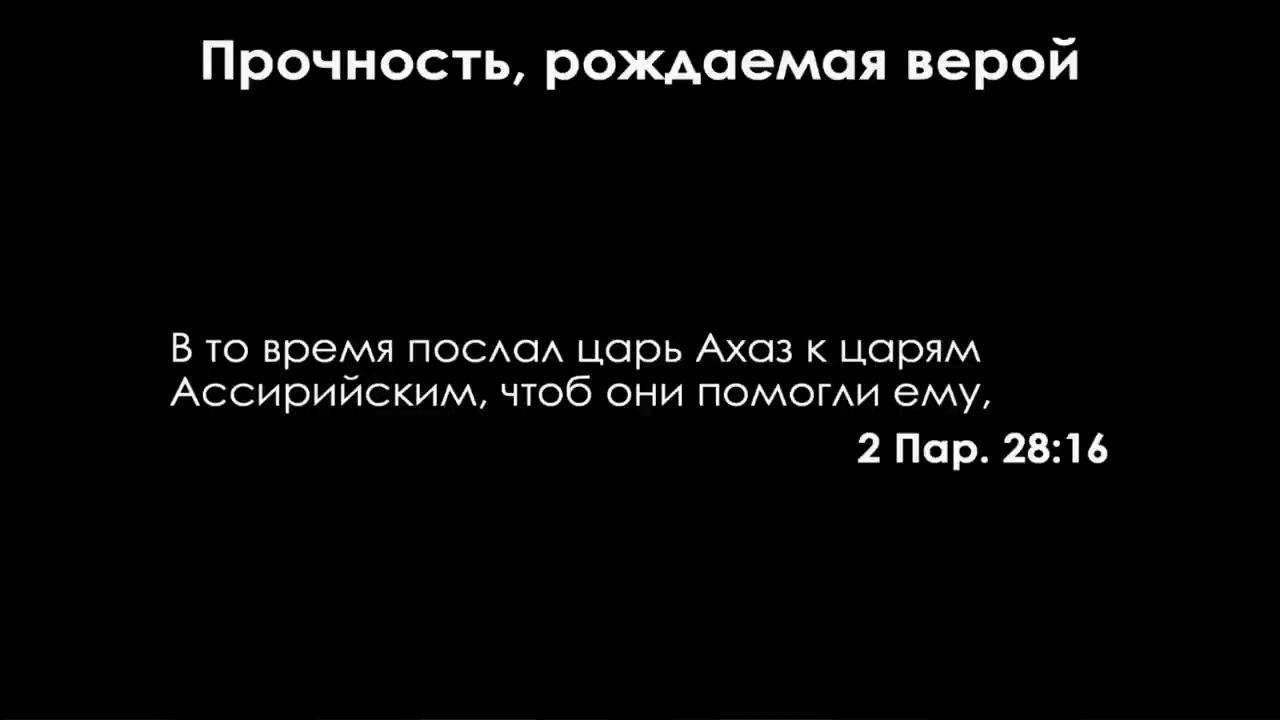 Прочность, рождаемая верой
В то время послал царь Ахаз к царям
Ассирийским, чтоб они помогли ему,
2 Пар. 28:16